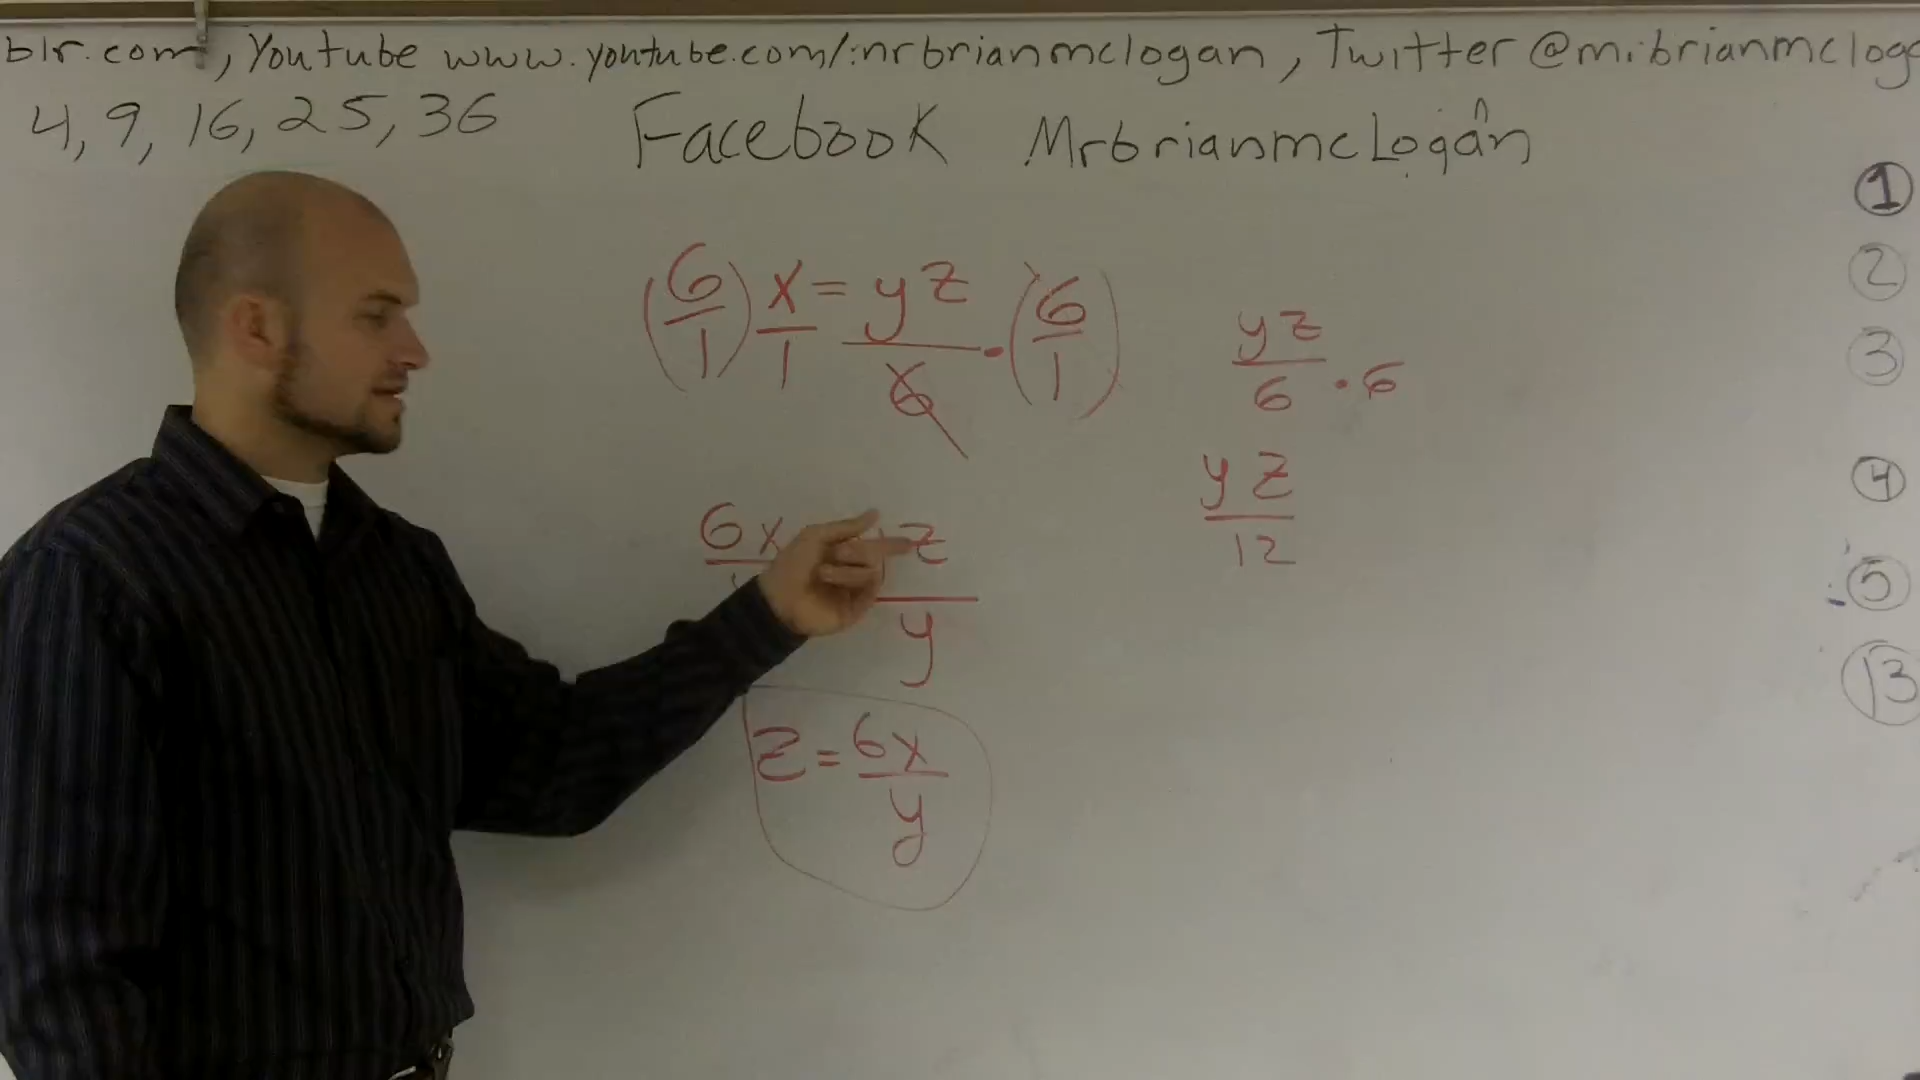 blr.com, Youtube www.youtube.com/mrbrianmclogan, Twitter @mrbrianmclog
4, 9, 16, 25, 36 Facebook MrbrianmcLogan
(6/1) x/1 = yz/6 · (6/1)
yz/6 · 6
yz/12
6x z
y
z = 6x/y
1
2
3
4
5
13